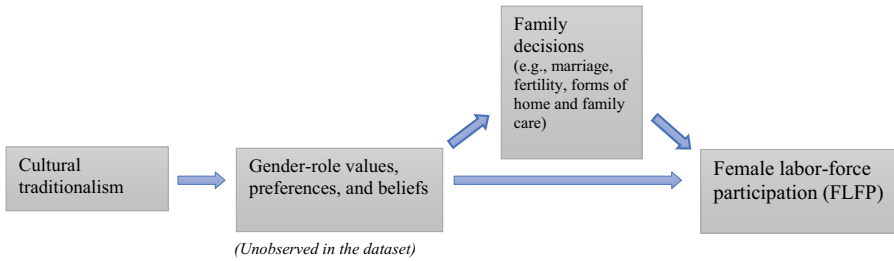 Family
decisions
(e.g., marriage,
fertility, forms of
home and family
care)
Cultural
traditionalism
Gender-role values,
preferences, and beliefs
Female labor-force
participation (FLFP)
(Unobserved in the dataset)